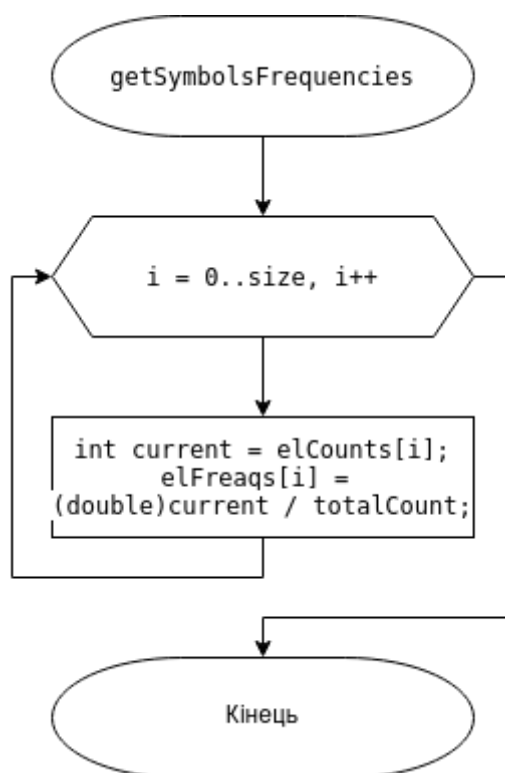 getSymbolsFrequencies
i = 0..size, i++
int current = elCounts[i];
elFreaqs[i] =
(double)current / totalCount;
Кінець